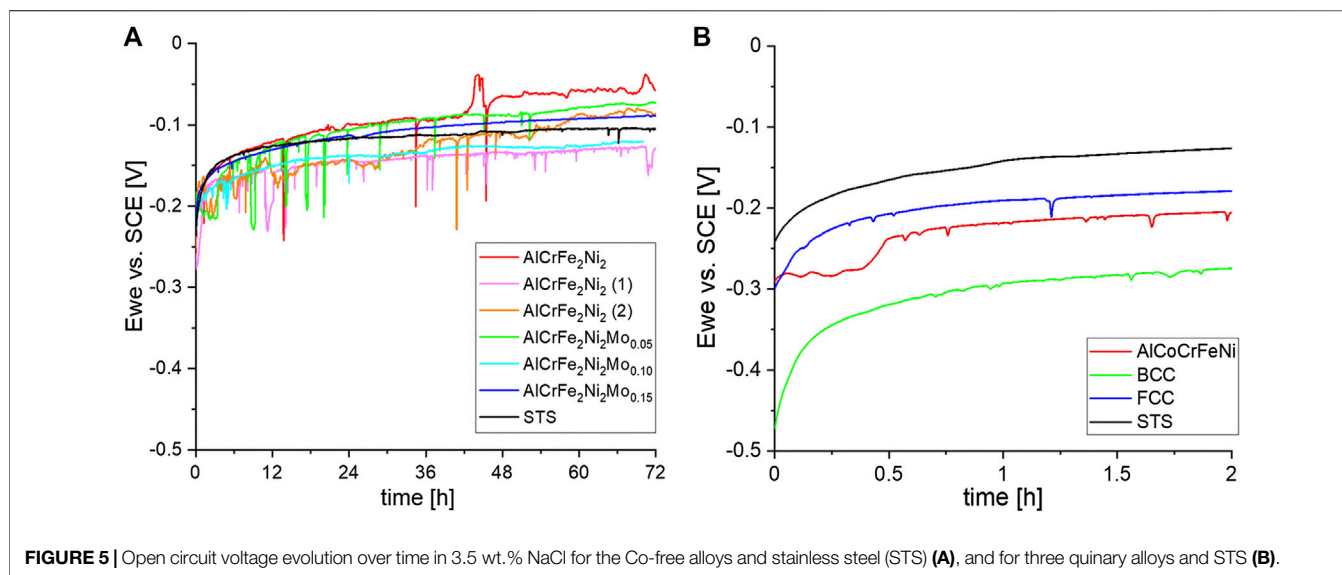 A
0
-0.1
-0.2
-0.3
-0.4
-0.5
Ewe vs. SCE [V]
0 12 24 36 48 60 72
time [h]
AlCrFe₂Ni₂
AlCrFe₂Ni₂ (1)
AlCrFe₂Ni₂ (2)
AlCrFe₂Ni₂Mo₀.₀₅
AlCrFe₂Ni₂Mo₀.₁₀
AlCrFe₂Ni₂Mo₀.₁₅
STS
B
0
-0.1
-0.2
-0.3
-0.4
-0.5
Ewe vs. SCE [V]
0 0.5 1 1.5 2
time [h]
AlCoCrFeNi
BCC
FCC
STS
FIGURE 5 | Open circuit voltage evolution over time in 3.5 wt.% NaCl for the Co-free alloys and stainless steel (STS) (A), and for three quinary alloys and STS (B).